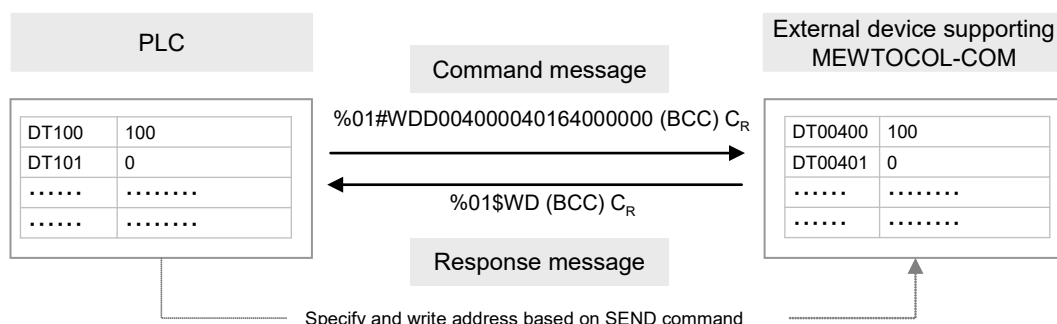 PLC
External device supporting
MEWTOCOL-COM
Command message
%01#WDD004000040164000000 (BCC) CR
DT100 100
DT101 0
...... ........
...... ........
DT00400 100
DT00401 0
...... ........
...... ........
%01$WD (BCC) CR
Response message
Specify and write address based on SEND command